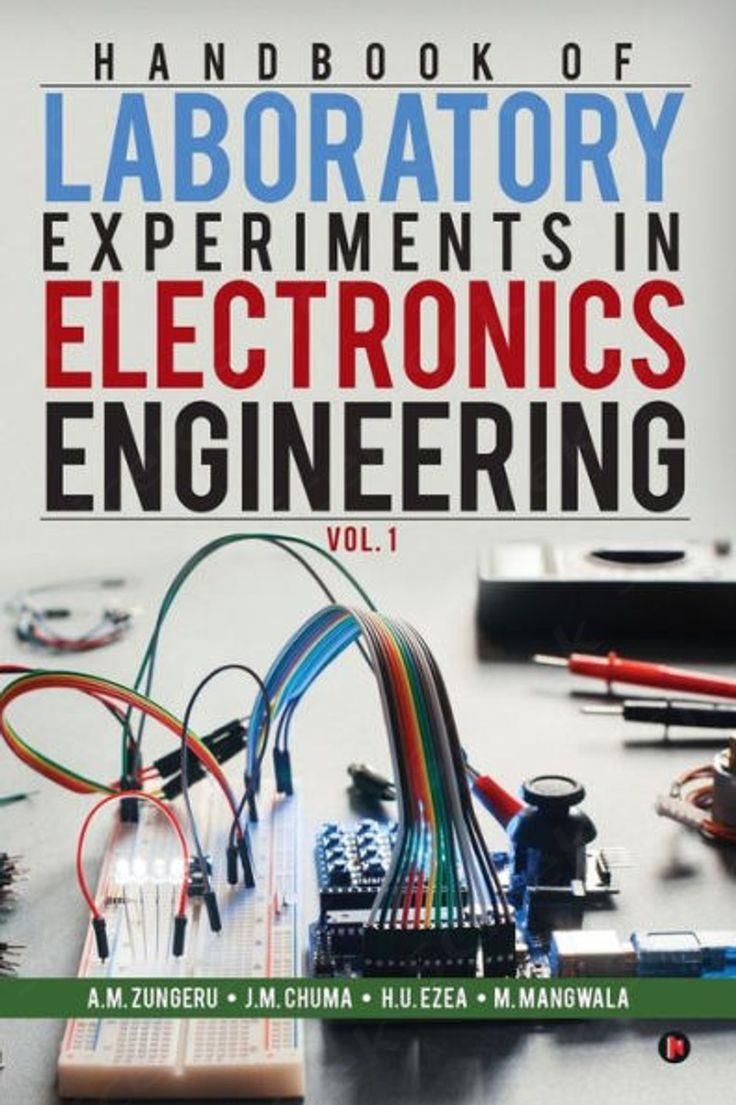 HANDBOOK OF
LABORATORY
EXPERIMENTS IN
ELECTRONICS
ENGINEERING
VOL. 1
A.M. ZUNGERU • J.M. CHUMA • H.U. EZEA • M. MANGWALA